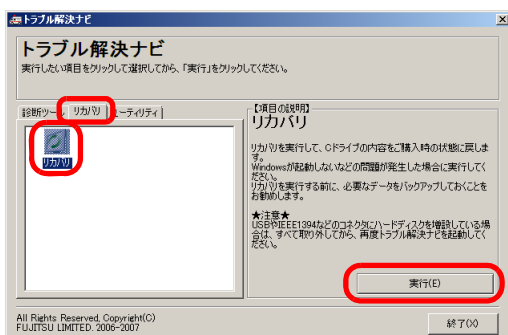 トラブル解決ナビ
トラブル解決ナビ
実行したい項目をクリックして選択してから、「実行」をクリックしてください。
診断ツール リカバリ ユーティリティ
リカバリ
【項目の説明】
リカバリ
リカバリを実行して、Cドライブの内容をご購入時の状態に戻しま
す。
Windowsが起動しないなどの問題が発生した場合に実行してく
ださい。
リカバリを実行する前に、必要なデータをバックアップしておくことを
お勧めします。
★注意★
USBやIEEE1394などのコネクタにハードディスクを増設している場
合は、すべて取り外してから、再度トラブル解決ナビを起動してく
ださい。
実行(E)
All Rights Reserved, Copyright(C)
FUJITSU LIMITED. 2006-2007
終了(X)